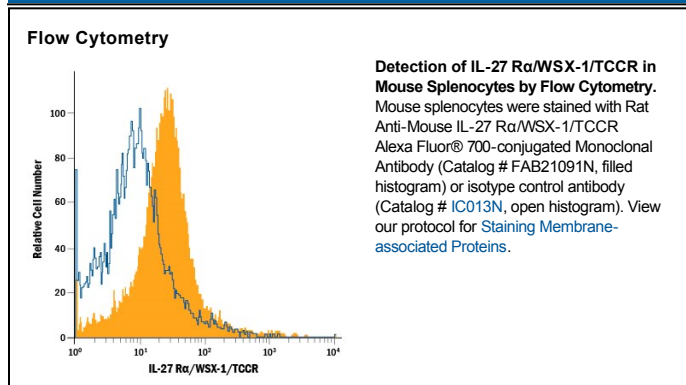 Flow Cytometry
Relative Cell Number
100
80
60
40
20
0
10⁰
10¹
10²
10³
10⁴
IL-27 Rα/WSX-1/TCCR
Detection of IL-27 Rα/WSX-1/TCCR in
Mouse Splenocytes by Flow Cytometry.
Mouse splenocytes were stained with Rat
Anti-Mouse IL-27 Rα/WSX-1/TCCR
Alexa Fluor® 700-conjugated Monoclonal
Antibody (Catalog # FAB21091N, filled
histogram) or isotype control antibody
(Catalog # IC013N, open histogram). View
our protocol for Staining Membrane-
associated Proteins.